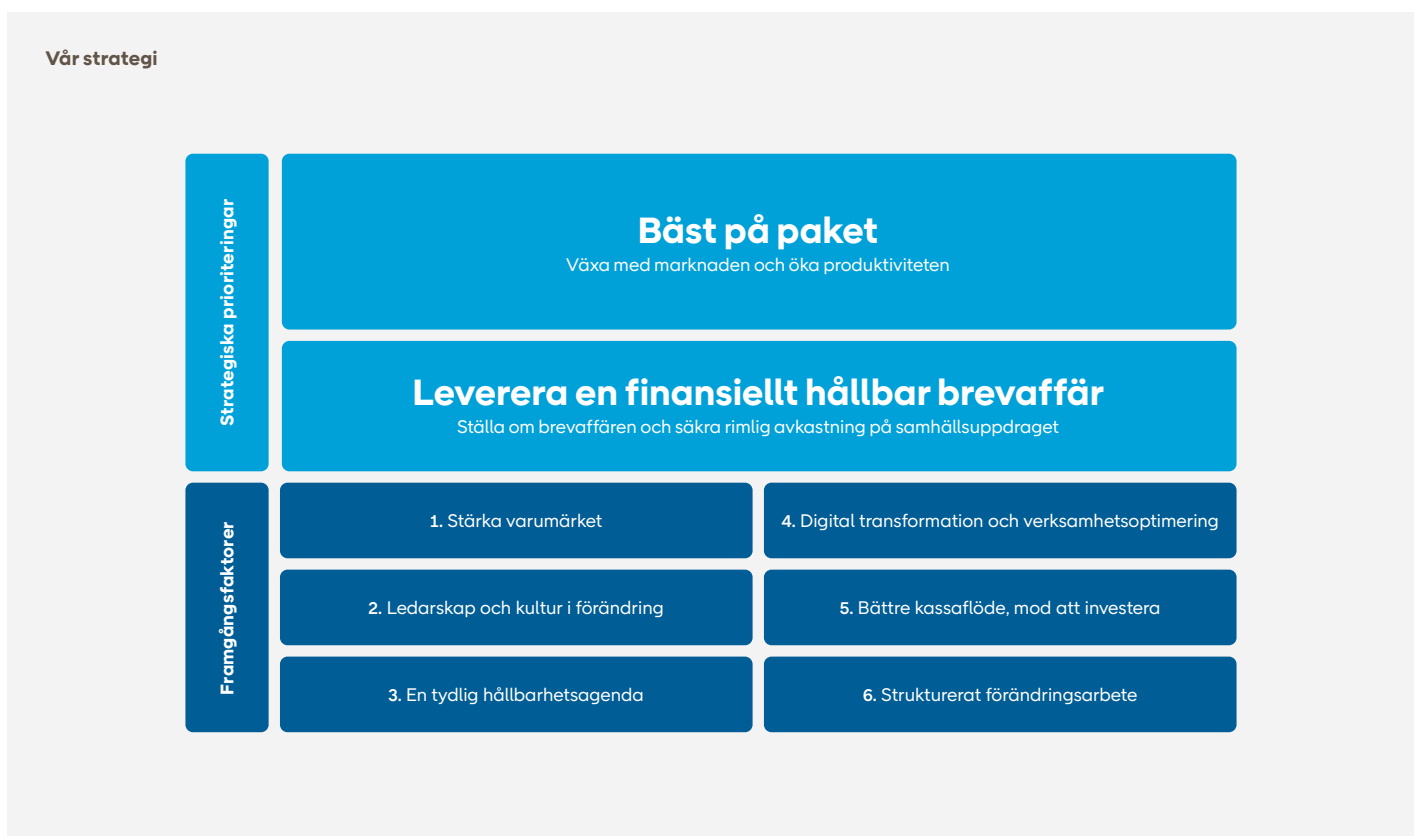 Vår strategi
Strategiska prioriteringar
Bäst på paket
Växa med marknaden och öka produktiviteten
Leverera en finansiellt hållbar brevaffär
Ställa om brevaffären och säkra rimlig avkastning på samhällsuppdraget
Framgångsfaktorer
1. Stärka varumärket
2. Ledarskap och kultur i förändring
3. En tydlig hållbarhetsagenda
4. Digital transformation och verksamhetsoptimering
5. Bättre kassaflöde, mod att investera
6. Strukturerat förändringsarbete